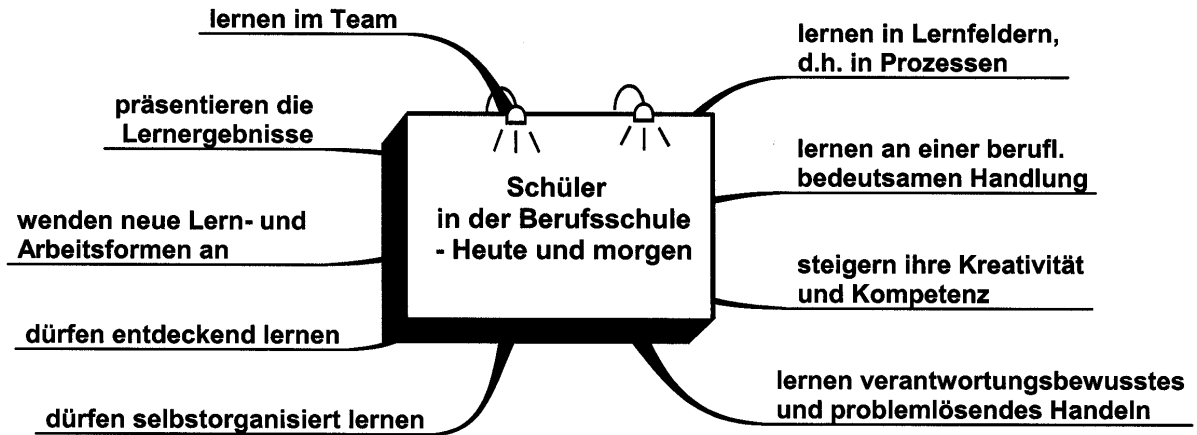 lernen im Team
präsentieren die
Lernergebnisse
wenden neue Lern- und
Arbeitsformen an
dürfen entdeckend lernen
dürfen selbstorganisiert lernen
Schüler
in der Berufsschule
- Heute und morgen
lernen in Lernfeldern,
d.h. in Prozessen
lernen an einer berufl.
bedeutsamen Handlung
steigern ihre Kreativität
und Kompetenz
lernen verantwortungsbewusstes
und problemlösendes Handeln